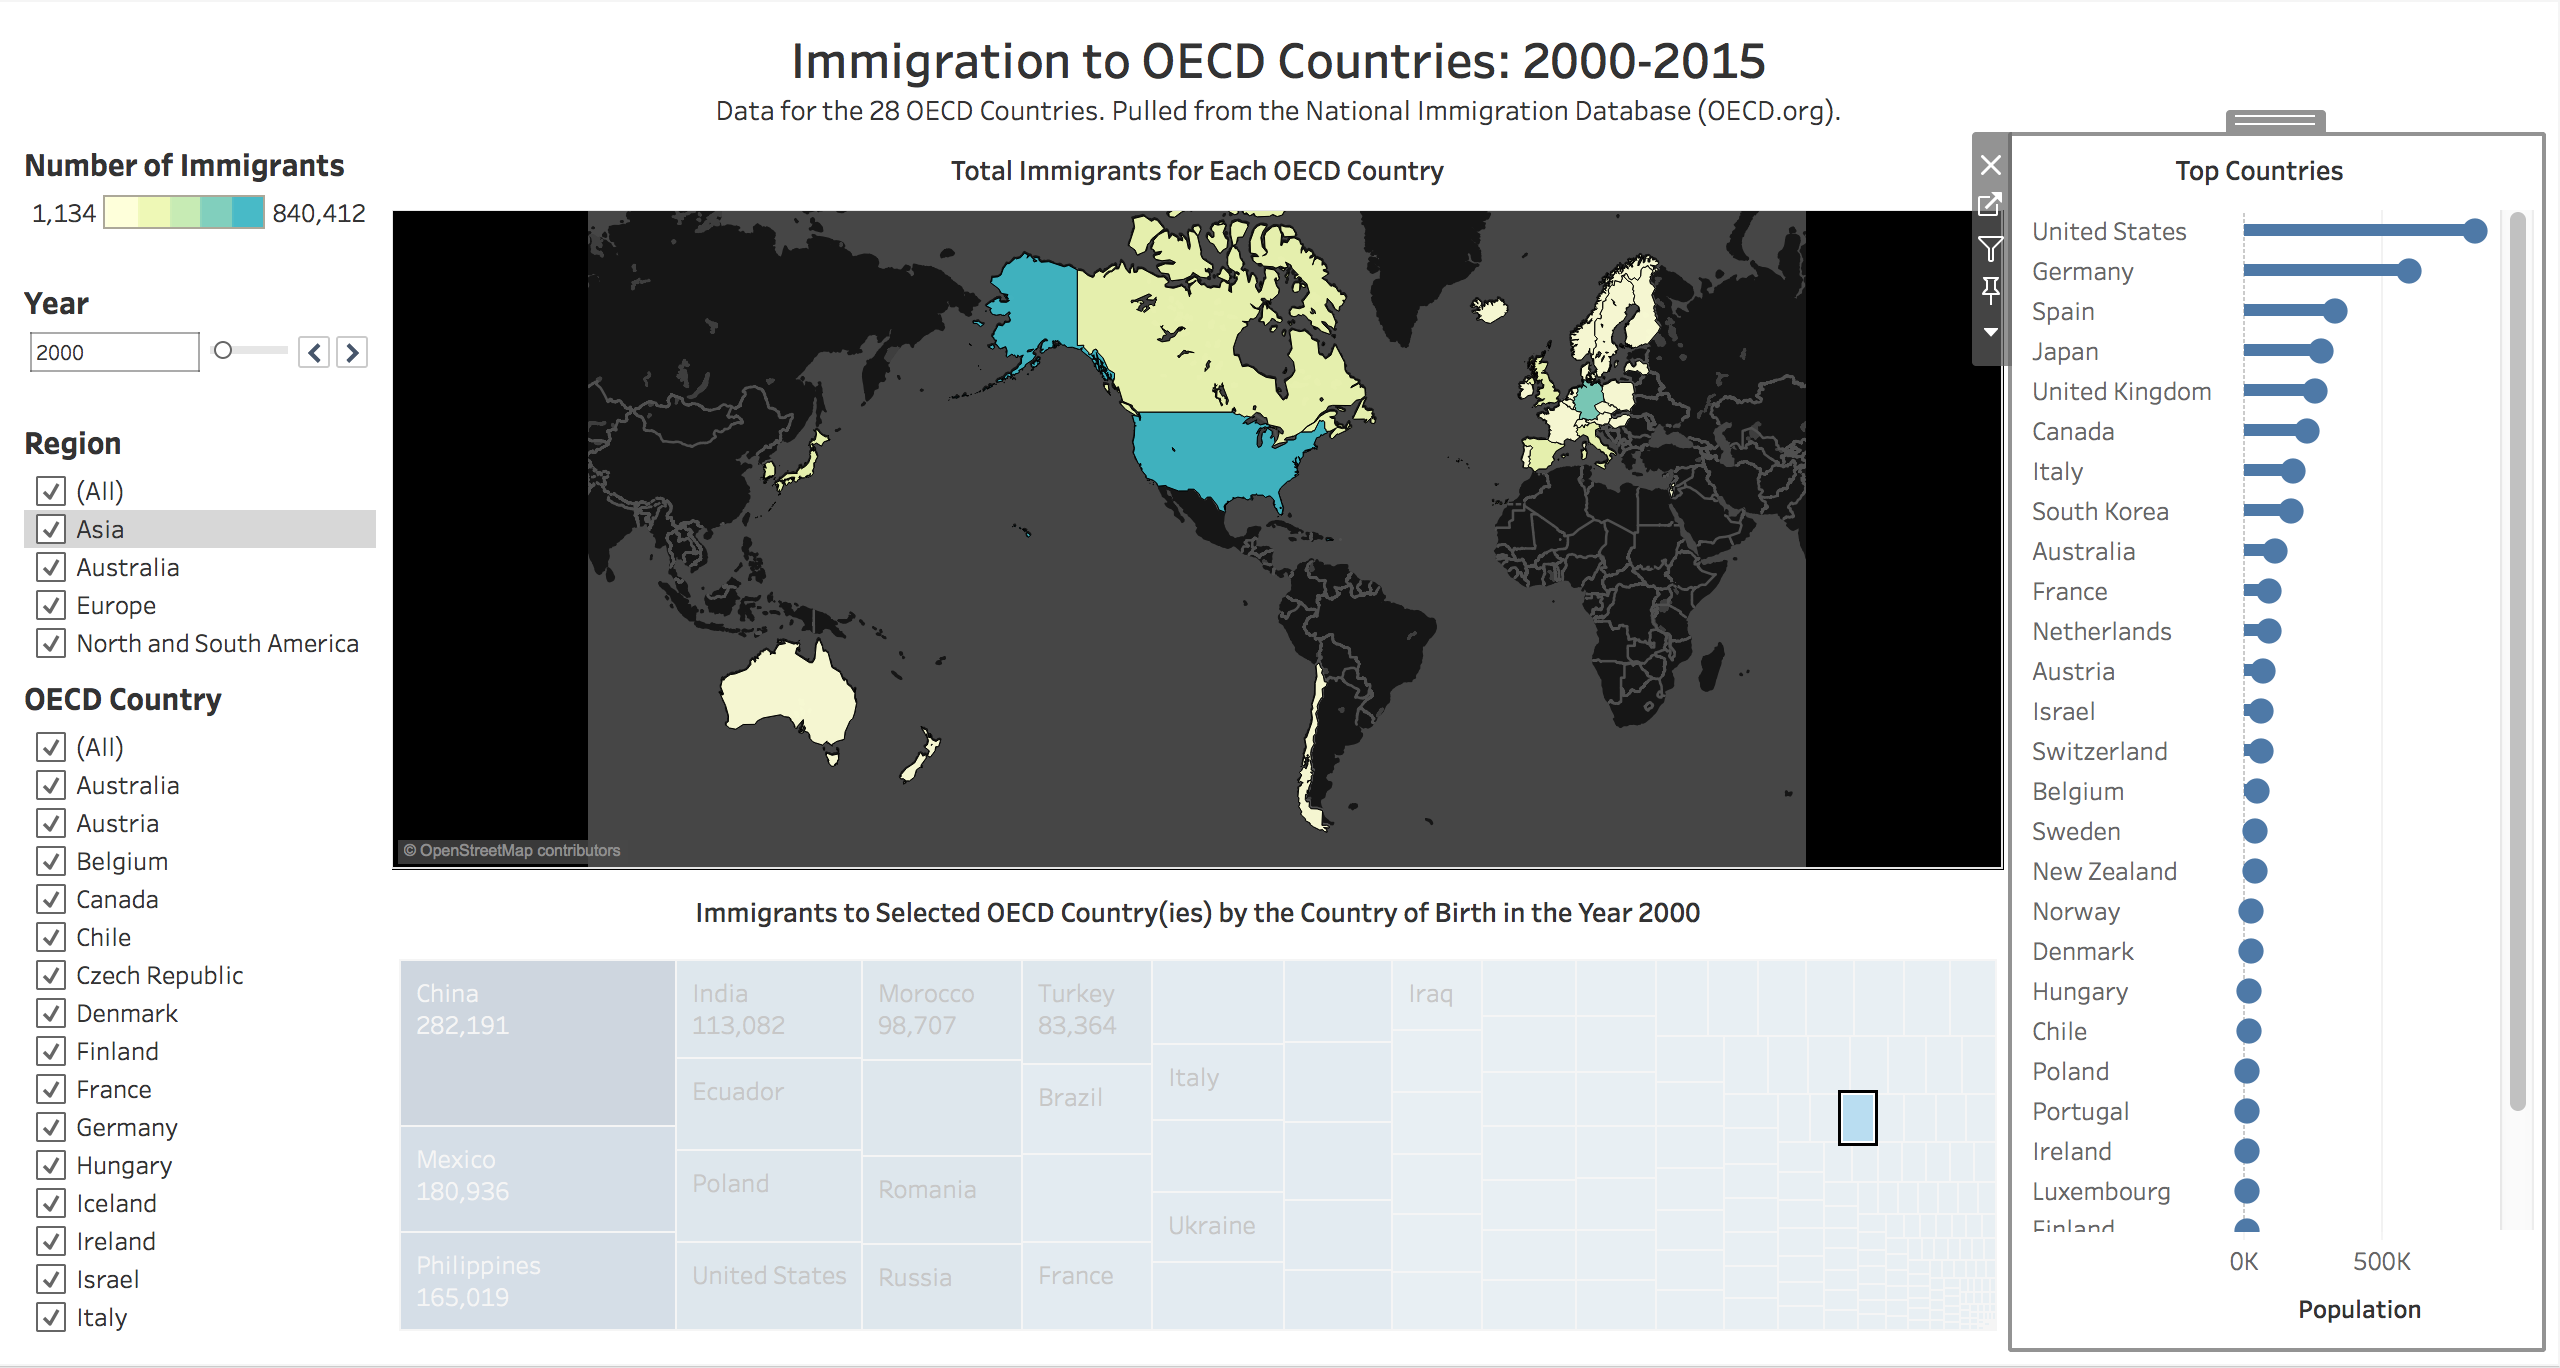 Immigration to OECD Countries: 2000-2015
Data for the 28 OECD Countries. Pulled from the National Immigration Database (OECD.org).
Number of Immigrants
1,134
840,412
Year
2000
Region
(All)
Asia
Australia
Europe
North and South America
OECD Country
(All)
Australia
Austria
Belgium
Canada
Chile
Czech Republic
Denmark
Finland
France
Germany
Hungary
Iceland
Ireland
Israel
Italy
Total Immigrants for Each OECD Country
© OpenStreetMap contributors
Immigrants to Selected OECD Country(ies) by the Country of Birth in the Year 2000
China
282,191
Mexico
180,936
Philippines
165,019
India
113,082
Ecuador
Poland
United States
Morocco
98,707
Romania
Russia
Turkey
83,364
Brazil
France
Italy
Ukraine
Iraq
Top Countries
United States
Germany
Spain
Japan
United Kingdom
Canada
Italy
South Korea
Australia
France
Netherlands
Austria
Israel
Switzerland
Belgium
Sweden
New Zealand
Norway
Denmark
Hungary
Chile
Poland
Portugal
Ireland
Luxembourg
Finland
0K
500K
Population